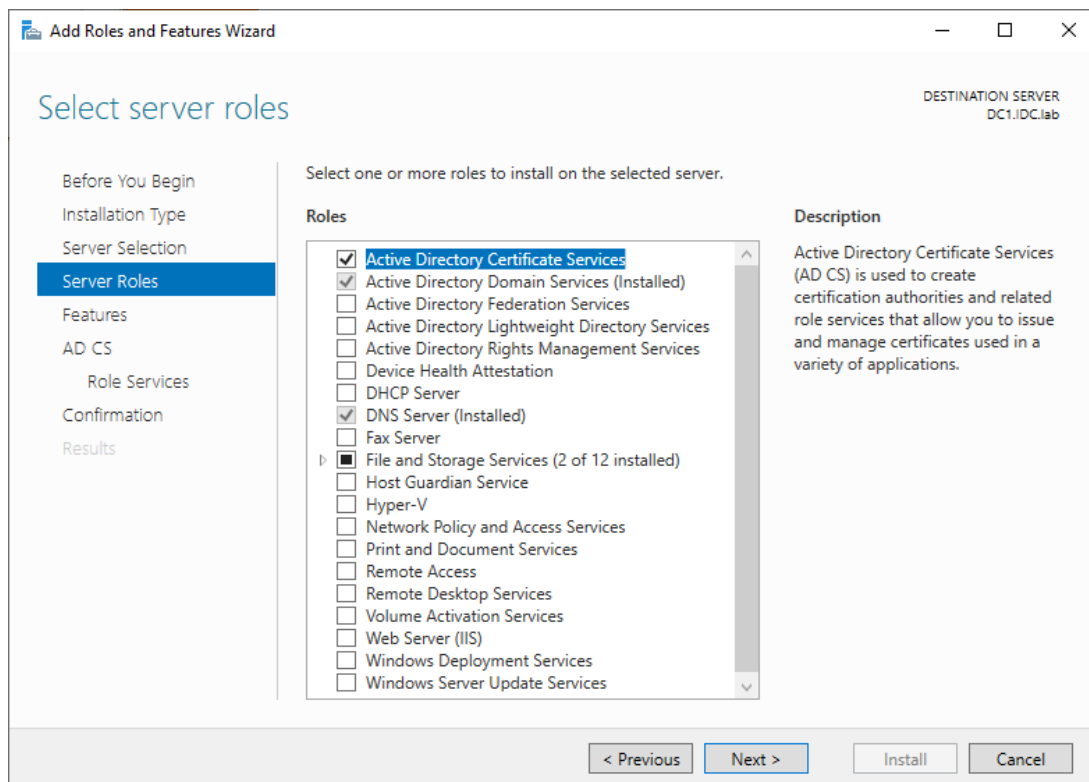 Add Roles and Features Wizard
Select server roles
DESTINATION SERVER
DC1.IDC.lab
Before You Begin
Installation Type
Server Selection
Server Roles
Features
AD CS
Role Services
Confirmation
Results
Select one or more roles to install on the selected server.
Roles
Active Directory Certificate Services
Active Directory Domain Services (Installed)
Active Directory Federation Services
Active Directory Lightweight Directory Services
Active Directory Rights Management Services
Device Health Attestation
DHCP Server
DNS Server (Installed)
Fax Server
File and Storage Services (2 of 12 installed)
Host Guardian Service
Hyper-V
Network Policy and Access Services
Print and Document Services
Remote Access
Remote Desktop Services
Volume Activation Services
Web Server (IIS)
Windows Deployment Services
Windows Server Update Services
Description
Active Directory Certificate Services
(AD CS) is used to create
certification authorities and related
role services that allow you to issue
and manage certificates used in a
variety of applications.
< Previous
Next >
Install
Cancel